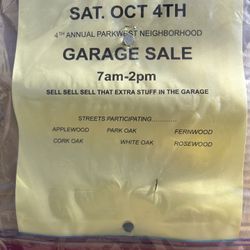 SAT. OCT 4TH
4TH ANNUAL PARKWEST NEIGHBORHOOD
GARAGE SALE
7am-2pm
SELL SELL SELL THAT EXTRA STUFF IN THE GARAGE
STREETS PARTICIPATING............
APPLEWOOD PARK OAK FERNWOOD
CORK OAK WHITE OAK ROSEWOOD